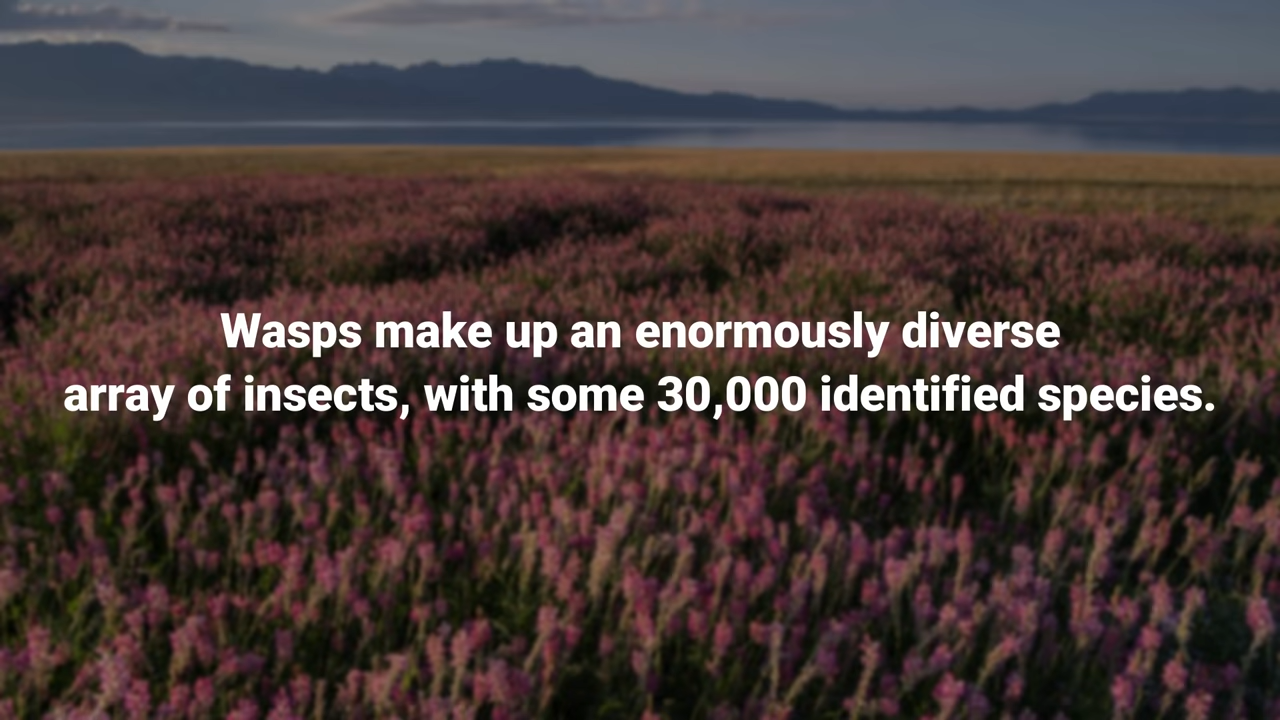 Wasps make up an enormously diverse
array of insects, with some 30,000 identified species.